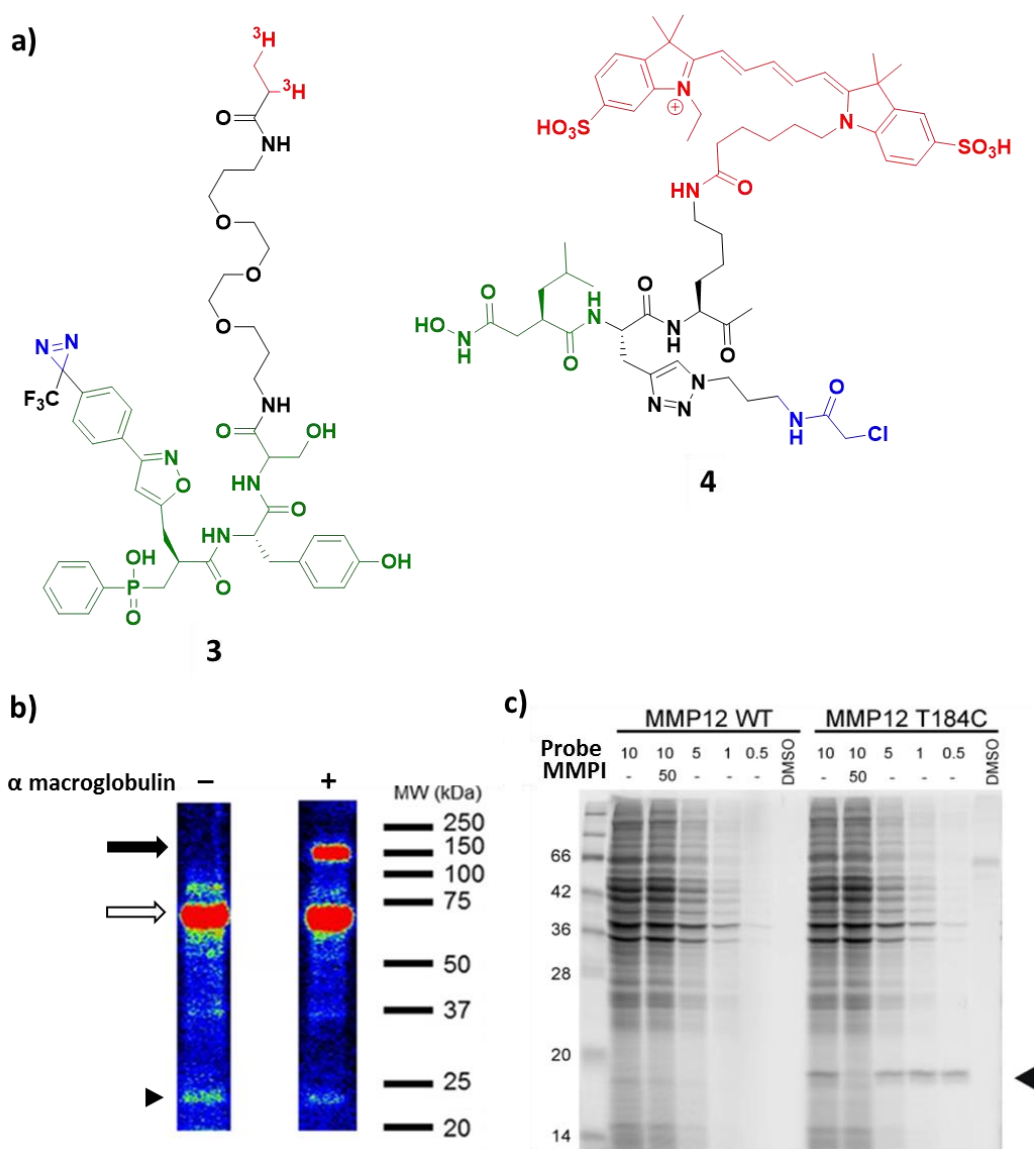 a)
³H
³H
O
NH
O
O
O
N
N
F₃C
NH
O
OH
N
O
HN
O
HN
O
OH
OH
P
O
3
HO₃S
N
⊕
N
SO₃H
HN
O
O
HO
N
H
O
H
N
O
N
H
O
N
N=N
O
N
H
Cl
4
b)
α macroglobulin − +
MW (kDa)
250
150
100
75
50
37
25
20
c)
MMP12 WT MMP12 T184C
Probe 10 10 5 1 0.5 DMSO 10 10 5 1 0.5 DMSO
MMPI - 50 - - - - 50 - - -
66
42
36
28
20
14